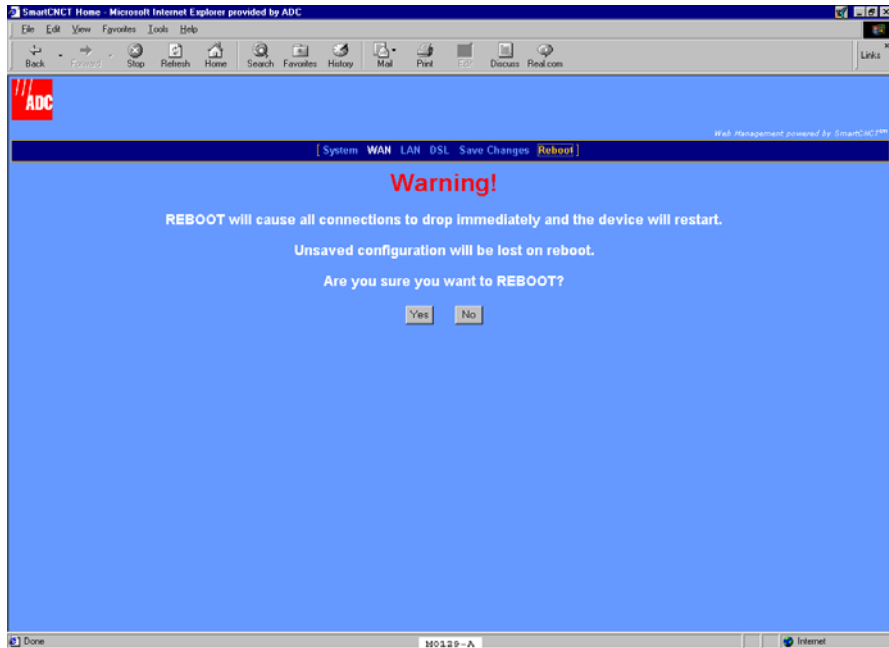 SmartCNCT Home - Microsoft Internet Explorer provided by ADC
File Edit View Favorites Tools Help
Back Forward Stop Refresh Home Search Favorites History Mail Print Edit Discuss Real.com Links
ADC
Web Management powered by SmartCNCT tm
[ System WAN LAN DSL Save Changes Reboot ]
Warning!
REBOOT will cause all connections to drop immediately and the device will restart.
Unsaved configuration will be lost on reboot.
Are you sure you want to REBOOT?
Yes No
Done M0129-A Internet